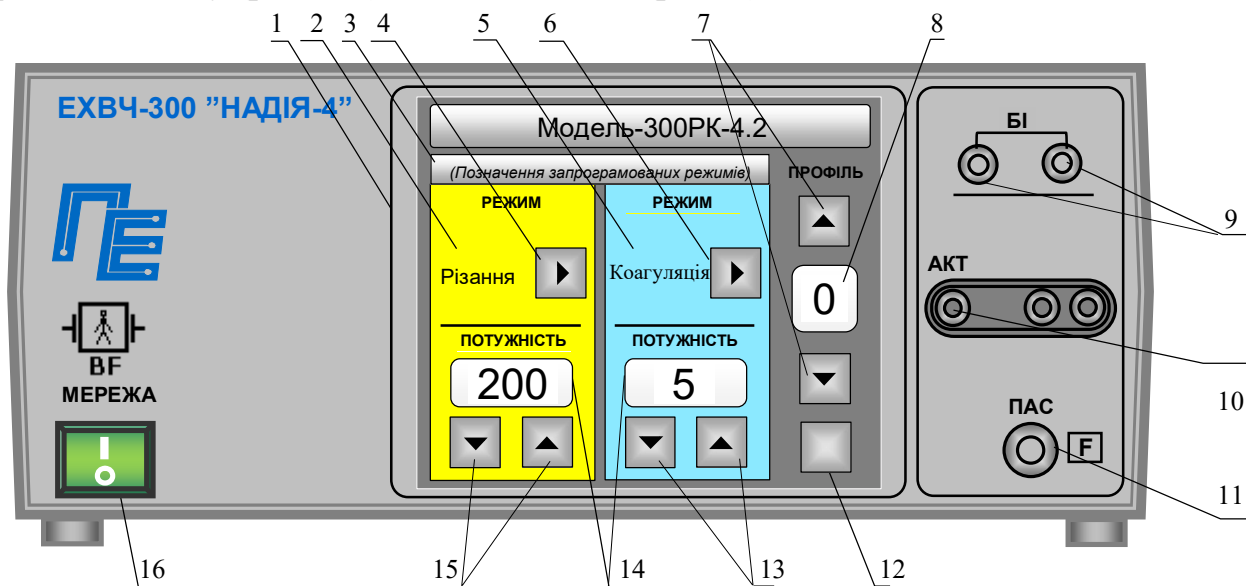 1 2 3 4 5 6 7 8
ЕХВЧ-300 ”НАДІЯ-4”
Модель-300РК-4.2
(Позначення запрограмованих режимів)
РЕЖИМ
Різання
ПОТУЖНІСТЬ
200
РЕЖИМ
Коагуляція
ПОТУЖНІСТЬ
5
ПРОФІЛЬ
0
БІ
9
АКТ
10
ПАС
F
11
ПЕ
BF
МЕРЕЖА
16 15 14 13 12